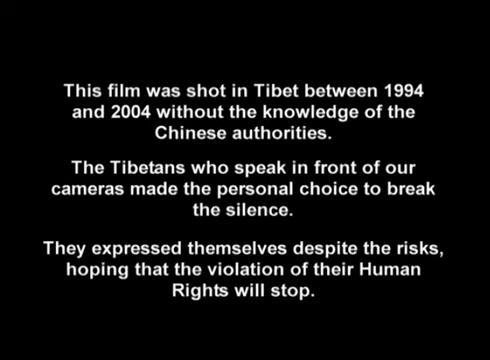 This film was shot in Tibet between 1994
and 2004 without the knowledge of the
Chinese authorities.
The Tibetans who speak in front of our
cameras made the personal choice to break
the silence.
They expressed themselves despite the risks,
hoping that the violation of their Human
Rights will stop.